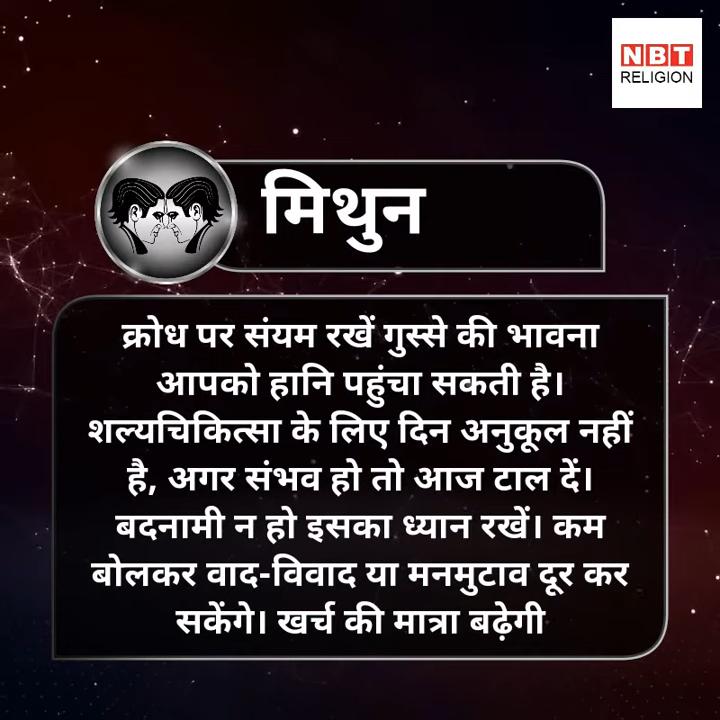 NBT
RELIGION
मिथुन
क्रोध पर संयम रखें गुस्से की भावना
आपको हानि पहुंचा सकती है।
शल्यचिकित्सा के लिए दिन अनुकूल नहीं
है, अगर संभव हो तो आज टाल दें।
बदनामी न हो इसका ध्यान रखें। कम
बोलकर वाद-विवाद या मनमुटाव दूर कर
सकेंगे। खर्च की मात्रा बढ़ेगी